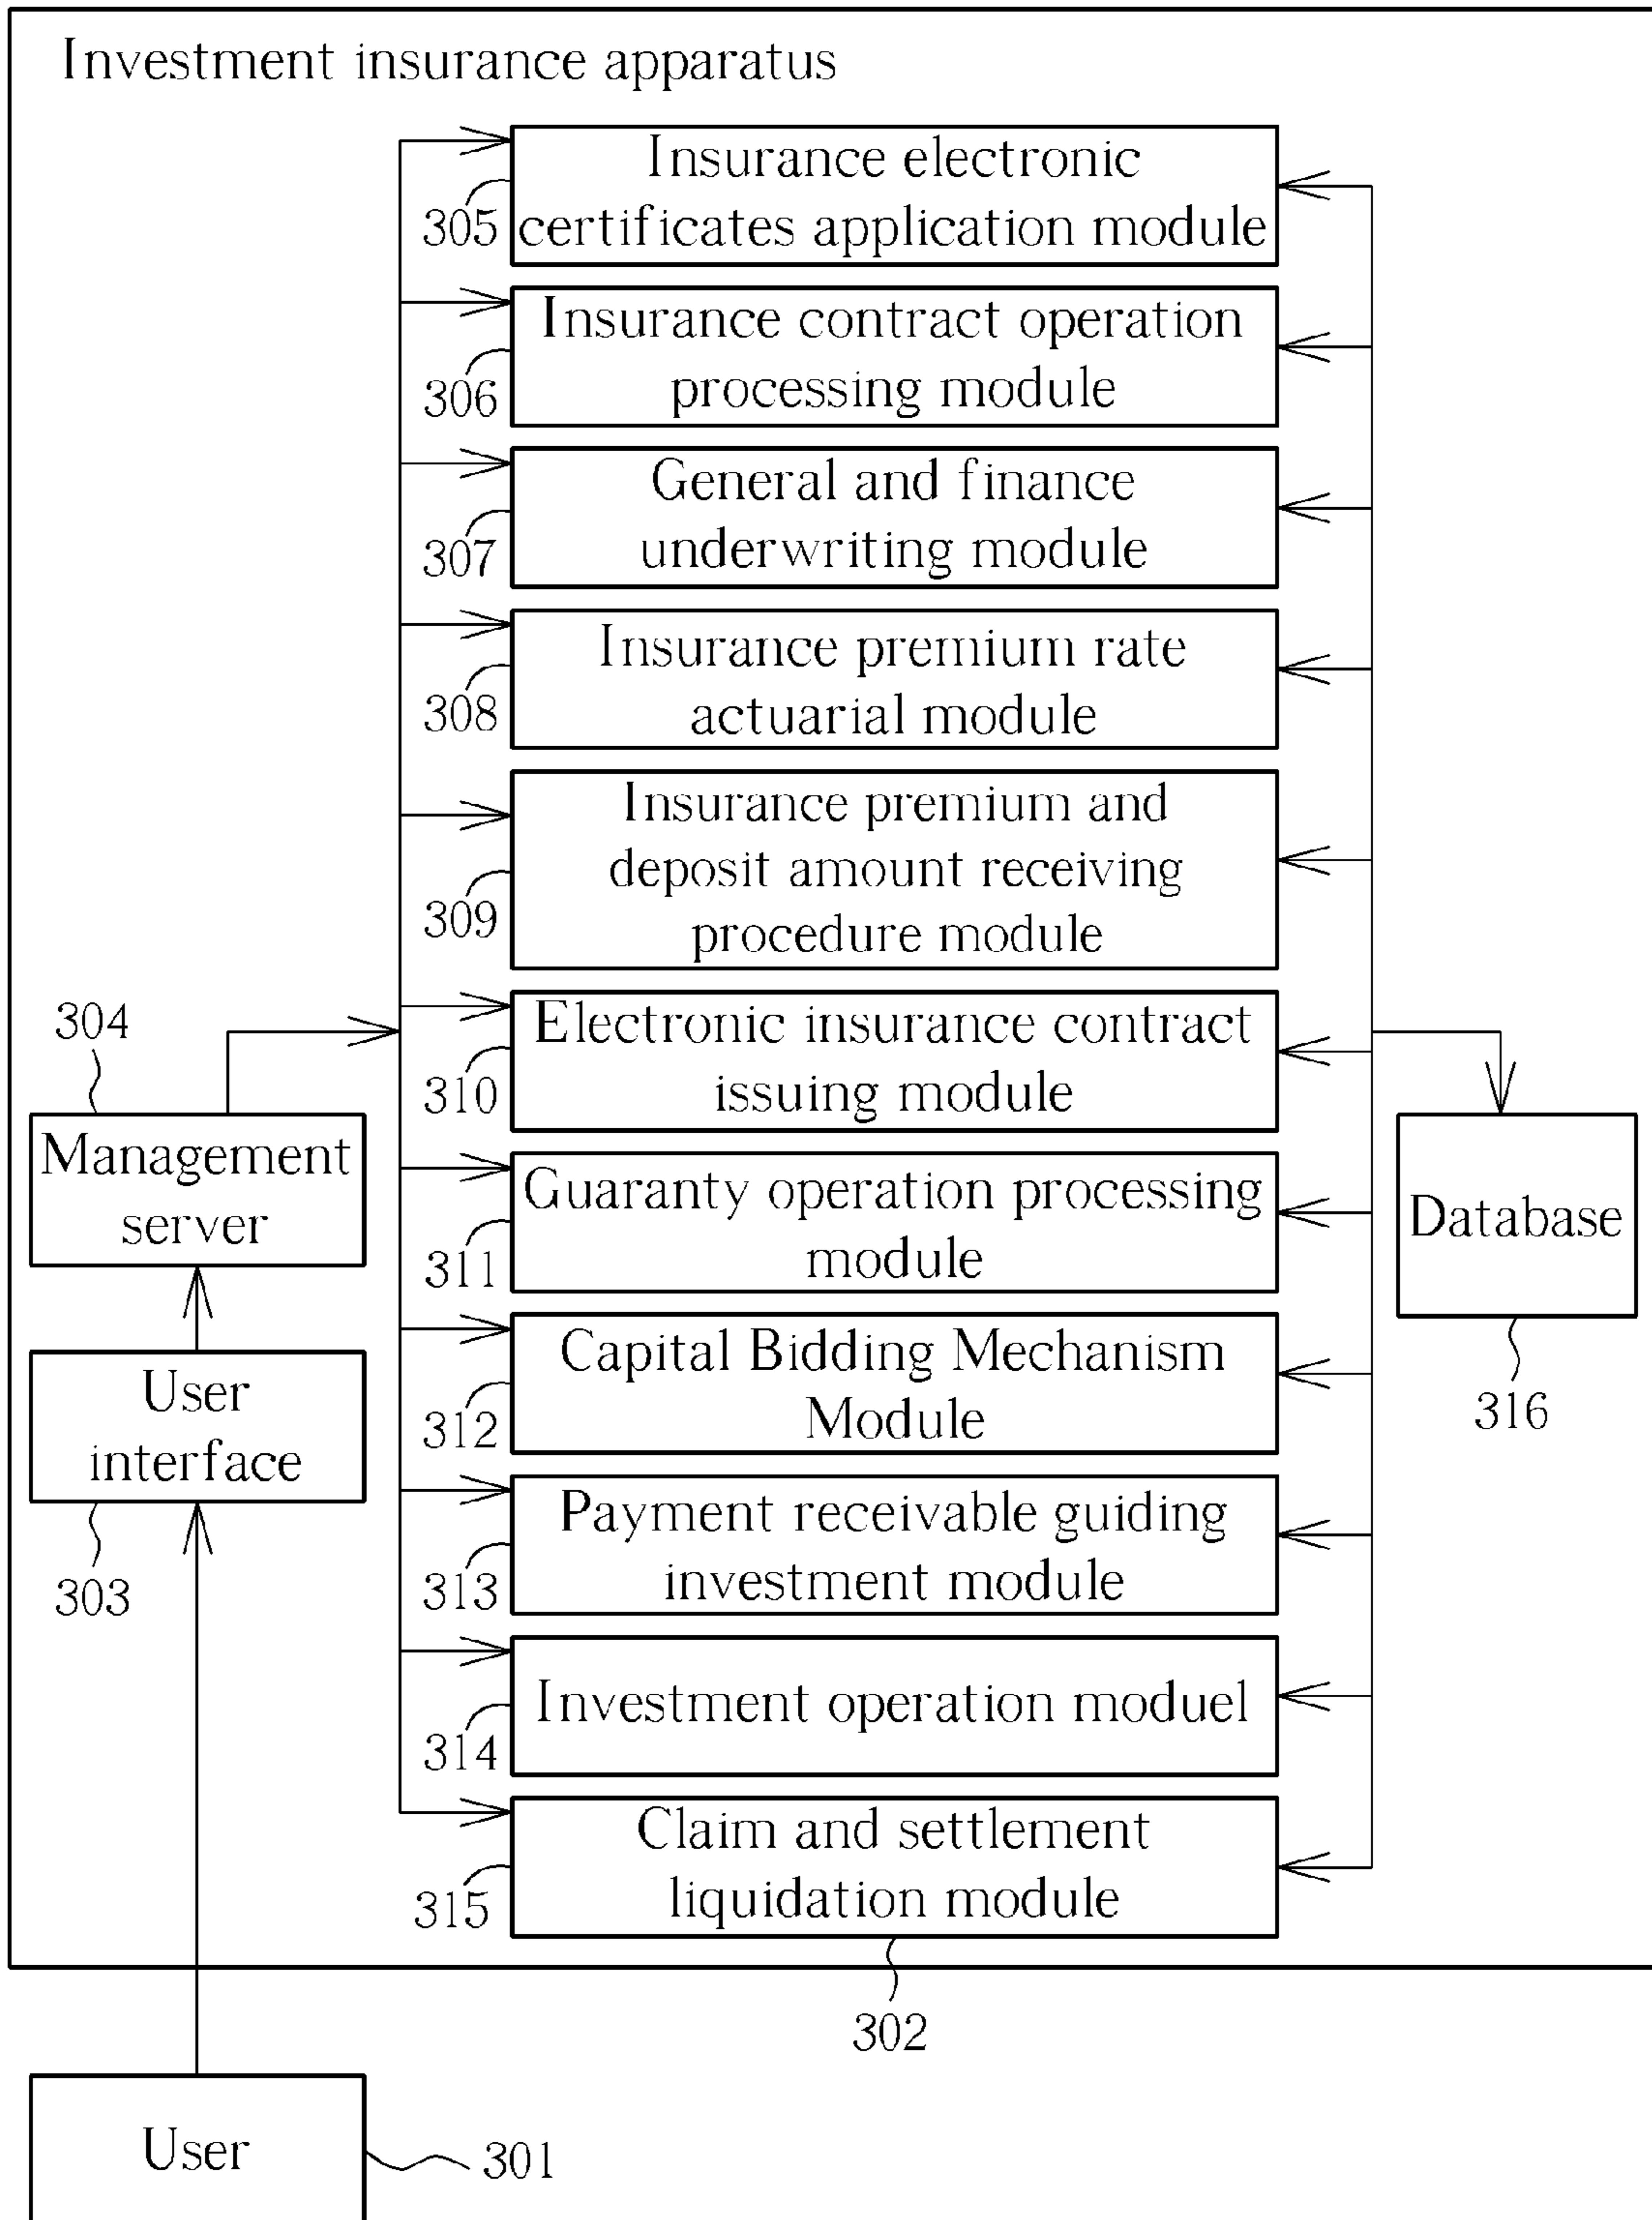 Investment insurance apparatus
Insurance electronic
certificates application module
305
Insurance contract operation
processing module
306
General and finance
underwriting module
307
Insurance premium rate
actuarial module
308
Insurance premium and
deposit amount receiving
procedure module
309
Electronic insurance contract
issuing module
310
Guaranty operation processing
module
311
Capital Bidding Mechanism
Module
312
Payment receivable guiding
investment module
313
Investment operation moduel
314
Claim and settlement
liquidation module
315
304
Management
server
User
interface
303
Database
316
302
User
301